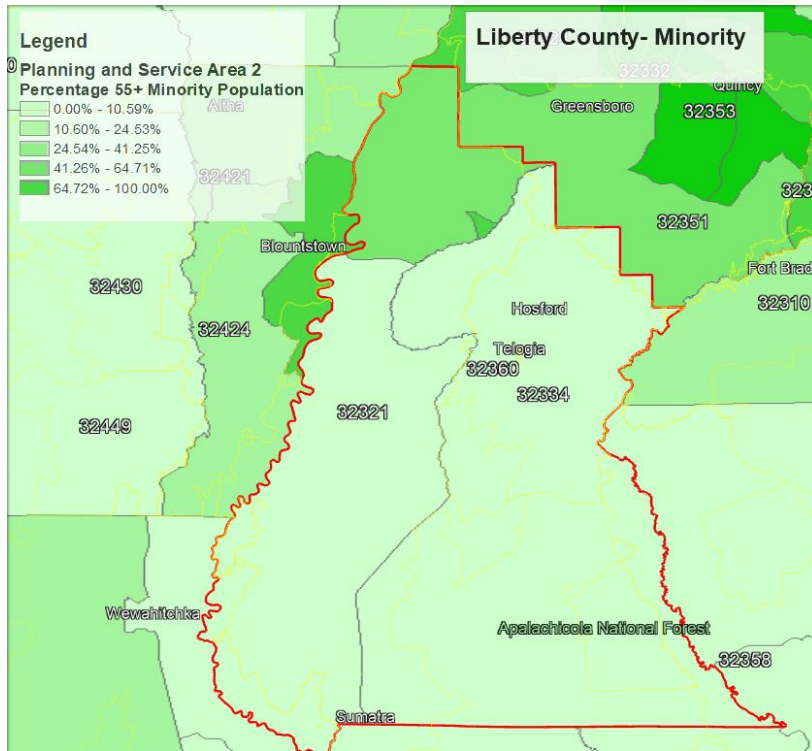 Liberty County- Minority
Legend
Planning and Service Area 2
Percentage 55+ Minority Population
0.00% - 10.59%
10.60% - 24.53%
24.54% - 41.25%
41.26% - 64.71%
64.72% - 100.00%
32332
Quincy
Altha
Greensboro
32353
32421
32351
Blountstown
Fort Brad
32430
32310
Hosford
32424
Telogia
32360
32334
32321
32449
Wewahitchka
Apalachicola National Forest
32358
Sumatra